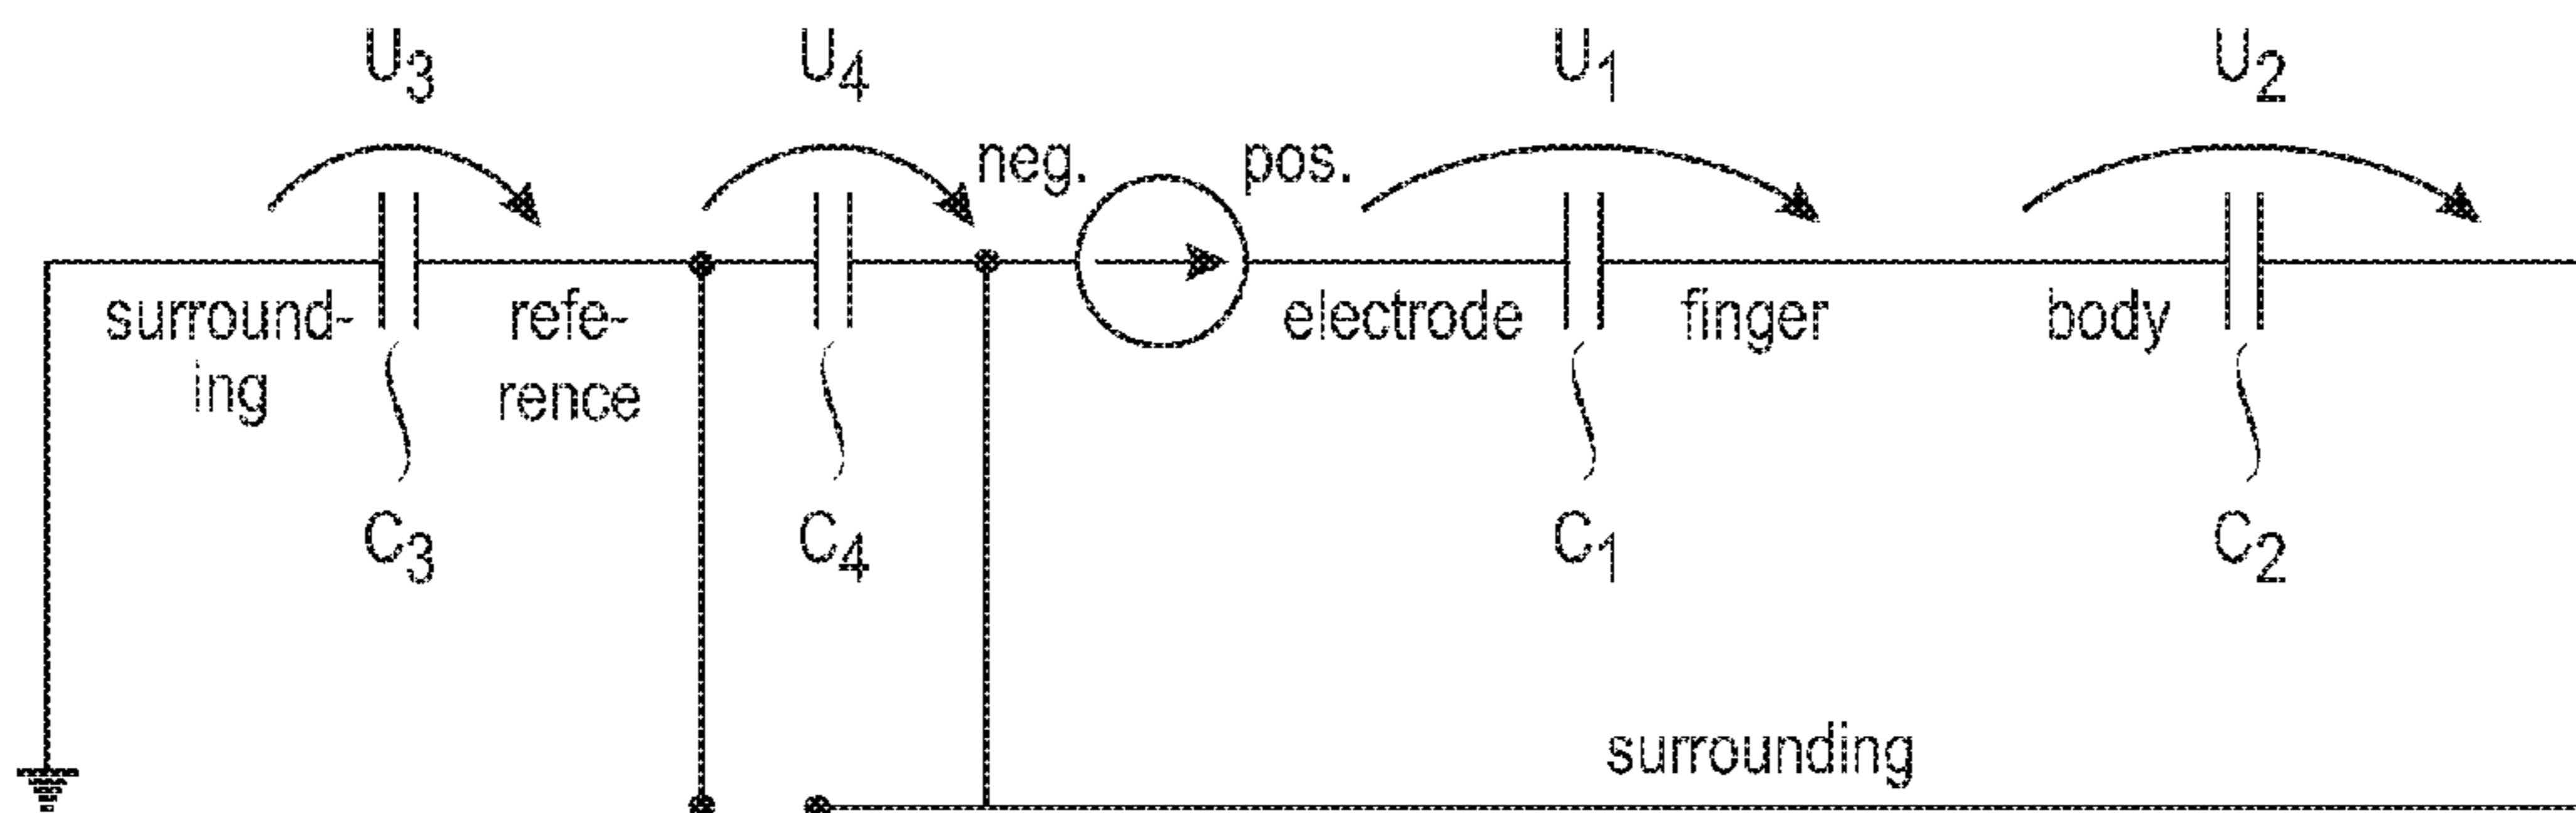 U3 U4 U1 U2
neg. pos.
surround-
ing
refe-
rence
electrode finger body
C3 C4 C1 C2
surrounding